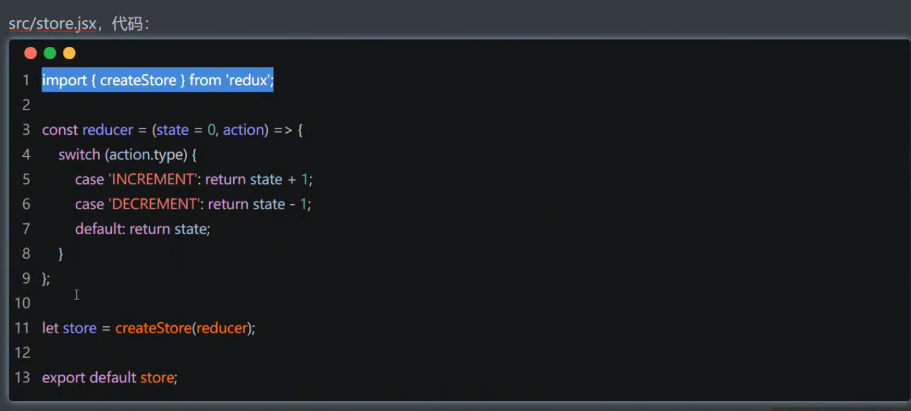 src/store.jsx，代码：
1 import { createStore } from 'redux';
2
3 const reducer = (state = 0, action) => {
4 switch (action.type) {
5 case 'INCREMENT': return state + 1;
6 case 'DECREMENT': return state - 1;
7 default: return state;
8 }
9 };
10
11 let store = createStore(reducer);
12
13 export default store;